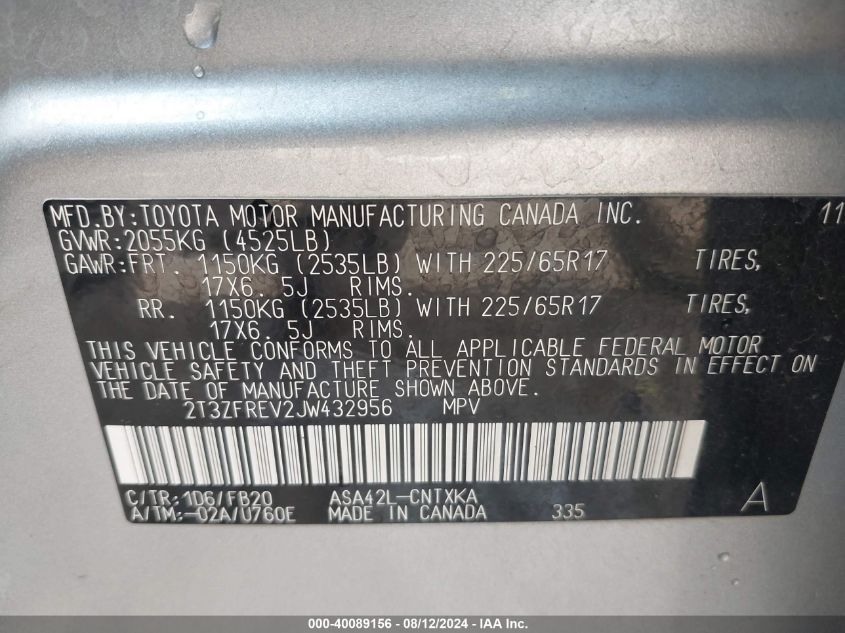 MFD.BY:TOYOTA MOTOR MANUFACTURING CANADA INC. 11
GVWR:2055KG (4525LB)
GAWR:FRT. 1150KG (2535LB) WITH 225/65R17 TIRES,
17X6. 5J RIMS.
RR. 1150KG (2535LB) WITH 225/65R17 TIRES,
17X6. 5J RIMS.
THIS VEHICLE CONFORMS TO ALL APPLICABLE FEDERAL MOTOR
VEHICLE SAFETY AND THEFT PREVENTION STANDARDS IN EFFECT ON
THE DATE OF MANUFACTURE SHOWN ABOVE.
2T3ZFREV2JW432956 MPV
C/TR:1D6/FB20 ASA42L-CNTXKA A
A/TM:-02A/U760E MADE IN CANADA 335
000-40089156 - 08/12/2024 - IAA Inc.